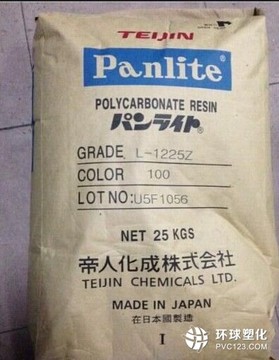 TEIJIN
Panlite
POLYCARBONATE RESIN
パンライト®
GRADE L-1225Z
COLOR 100
LOT NO: U5F1056
NET 25 KGS
帝人化成株式会社
TEIJIN CHEMICALS LTD.
MADE IN JAPAN
在日本國製造
I
环球塑化
PVC123.COM